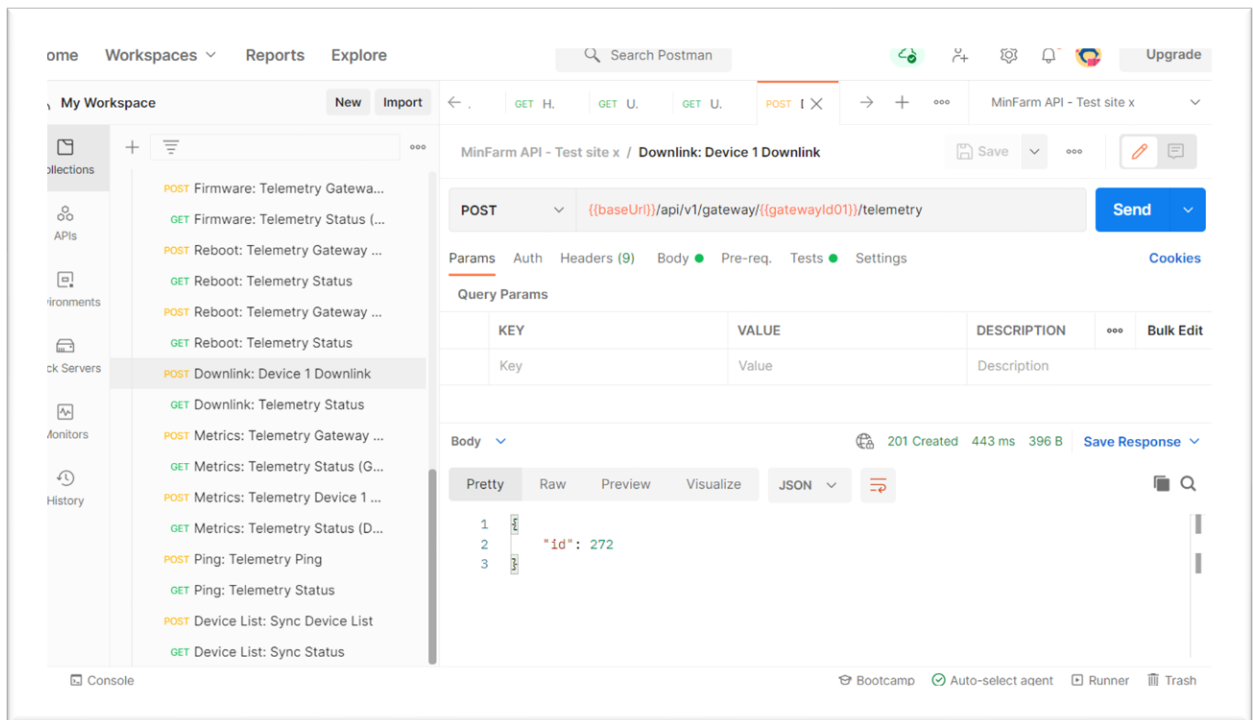 ome Workspaces Reports Explore Search Postman Upgrade
My Workspace New Import
GET H. GET U. GET U. POST [ MinFarm API - Test site x
ollections
APIs
vironments
ck Servers
Monitors
History
POST Firmware: Telemetry Gatewa...
GET Firmware: Telemetry Status (...
POST Reboot: Telemetry Gateway ...
GET Reboot: Telemetry Status
POST Reboot: Telemetry Gateway ...
GET Reboot: Telemetry Status
POST Downlink: Device 1 Downlink
GET Downlink: Telemetry Status
POST Metrics: Telemetry Gateway ...
GET Metrics: Telemetry Status (G...
POST Metrics: Telemetry Device 1 ...
GET Metrics: Telemetry Status (D...
POST Ping: Telemetry Ping
GET Ping: Telemetry Status
POST Device List: Sync Device List
GET Device List: Sync Status
MinFarm API - Test site x / Downlink: Device 1 Downlink Save
POST {{baseUrl}}/api/v1/gateway/{{gatewayId01}}/telemetry Send
Params Auth Headers (9) Body Pre-req. Tests Settings Cookies
Query Params
KEY VALUE DESCRIPTION Bulk Edit
Key Value Description
Body 201 Created 443 ms 396 B Save Response
Pretty Raw Preview Visualize JSON
1 {
2 "id": 272
3 }
Console Bootcamp Auto-select agent Runner Trash